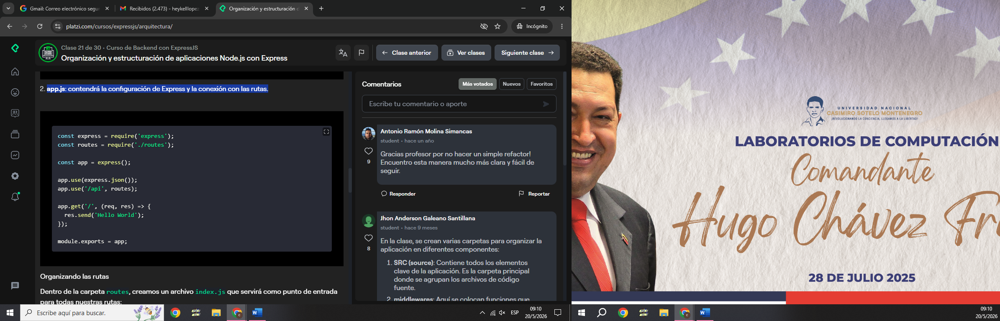 Gmail: Correo electrónico segu
Recibidos (2.473) - heykelllopez
Organización y estructuración d
platzi.com/cursos/expressjs/arquitectura/
Incógnito
Clase 21 de 30 • Curso de Backend con ExpressJS
Organización y estructuración de aplicaciones Node.js con Express
← Clase anterior
Ver clases
Siguiente clase →
2. app.js: contendrá la configuración de Express y la conexión con las rutas.
const express = require('express');
const routes = require('./routes');
const app = express();
app.use(express.json());
app.use('/api', routes);
app.get('/', (req, res) => {
res.send('Hello World');
});
module.exports = app;
Organizando las rutas
Dentro de la carpeta routes, creamos un archivo index.js que servirá como punto de entrada
para todas nuestras rutas:
Comentarios
Más votados
Nuevos
Favoritos
Escribe tu comentario o aporte
Antonio Ramón Molina Simancas
student • hace un año
Gracias profesor por no hacer un simple refactor!
Encuentro esta manera mucho más clara y fácil de
seguir.
9
Responder
Reportar
Jhon Anderson Galeano Santillana
student • hace 9 meses
En la clase, se crean varias carpetas para organizar la
aplicación en diferentes componentes:
8
1. SRC (source): Contiene todos los elementos
clave de la aplicación. Es la carpeta principal
donde se agrupan los archivos de código
fuente.
2. middlewares: Aquí se colocan funciones que
Escribe aquí para buscar.
ESP
09:10
20/5/2026
UNIVERSIDAD NACIONAL
CASIMIRO SOTELO MONTENEGRO
¡REVOLUCIONANDO LA CONCIENCIA, LLEGAMOS A LA LIBERTAD!
LABORATORIOS DE COMPUTACIÓN
Comandante
Hugo Chávez Fr
28 DE JULIO 2025
09:10
20/5/2026